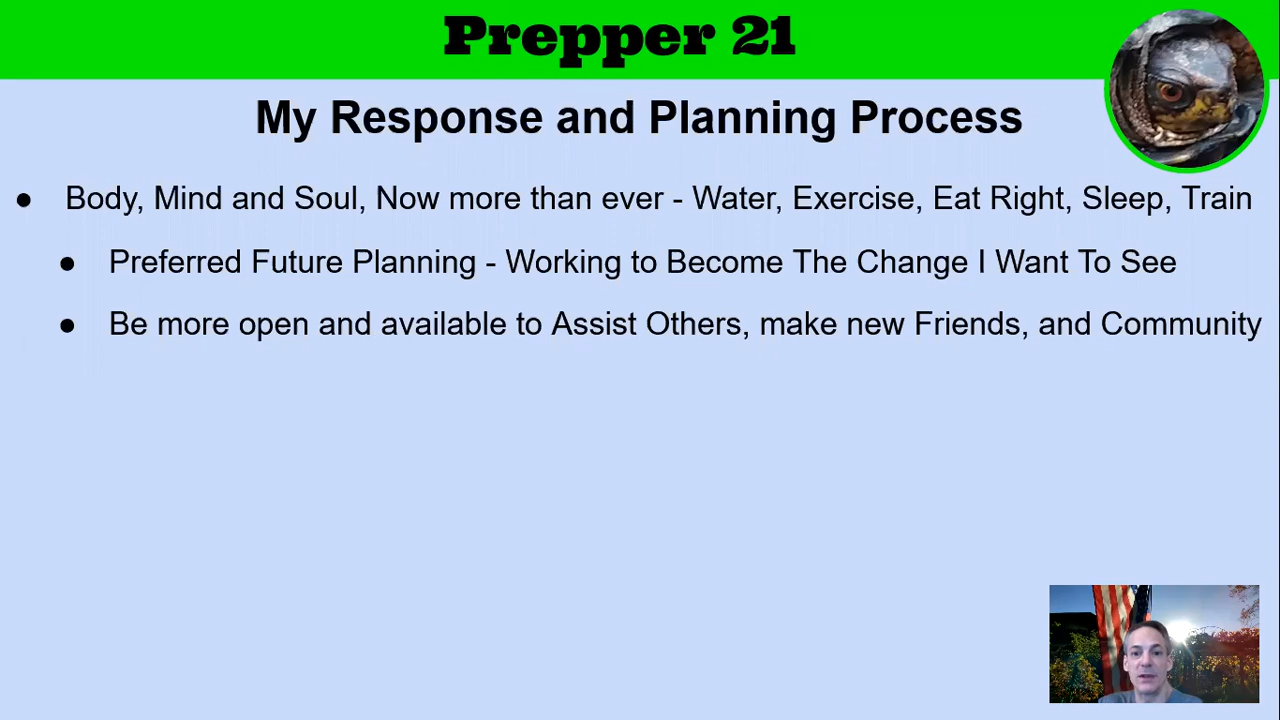 Prepper 21
My Response and Planning Process
● Body, Mind and Soul, Now more than ever - Water, Exercise, Eat Right, Sleep, Train
● Preferred Future Planning - Working to Become The Change I Want To See
● Be more open and available to Assist Others, make new Friends, and Community